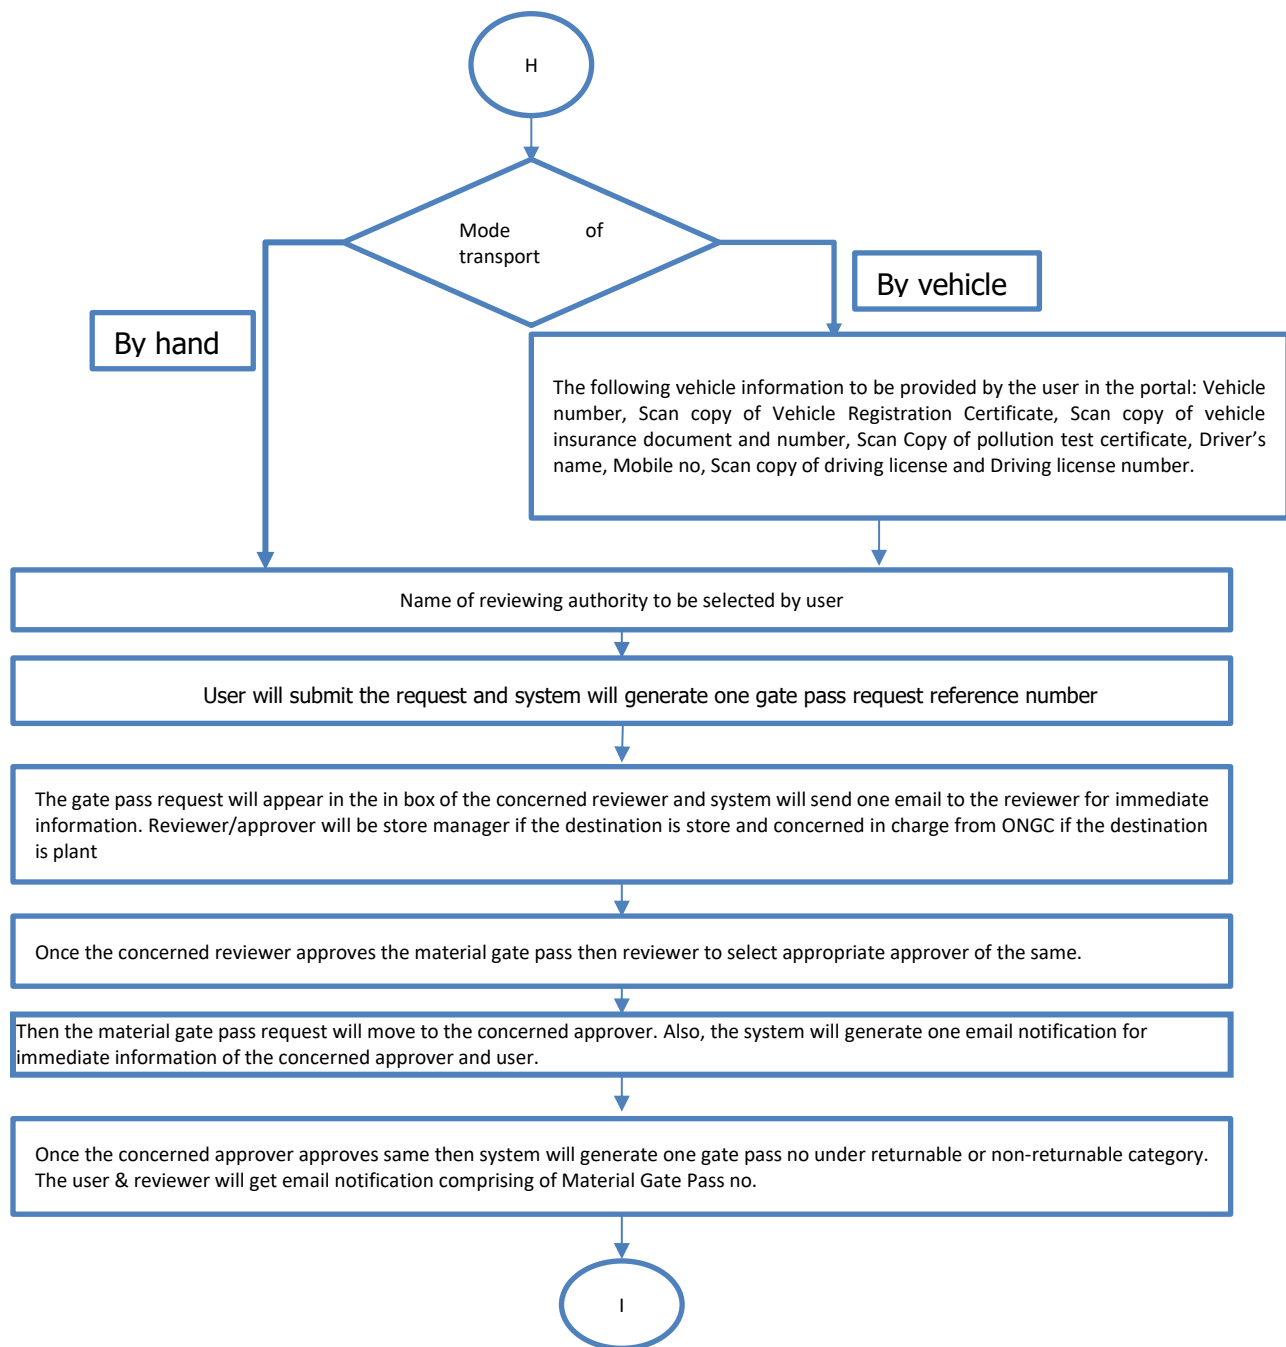 H
Mode of
transport
By vehicle
By hand
The following vehicle information to be provided by the user in the portal: Vehicle
number, Scan copy of Vehicle Registration Certificate, Scan copy of vehicle
insurance document and number, Scan Copy of pollution test certificate, Driver’s
name, Mobile no, Scan copy of driving license and Driving license number.
Name of reviewing authority to be selected by user
User will submit the request and system will generate one gate pass request reference number
The gate pass request will appear in the in box of the concerned reviewer and system will send one email to the reviewer for immediate
information. Reviewer/approver will be store manager if the destination is store and concerned in charge from ONGC if the destination
is plant
Once the concerned reviewer approves the material gate pass then reviewer to select appropriate approver of the same.
Then the material gate pass request will move to the concerned approver. Also, the system will generate one email notification for
immediate information of the concerned approver and user.
Once the concerned approver approves same then system will generate one gate pass no under returnable or non-returnable category.
The user & reviewer will get email notification comprising of Material Gate Pass no.
I